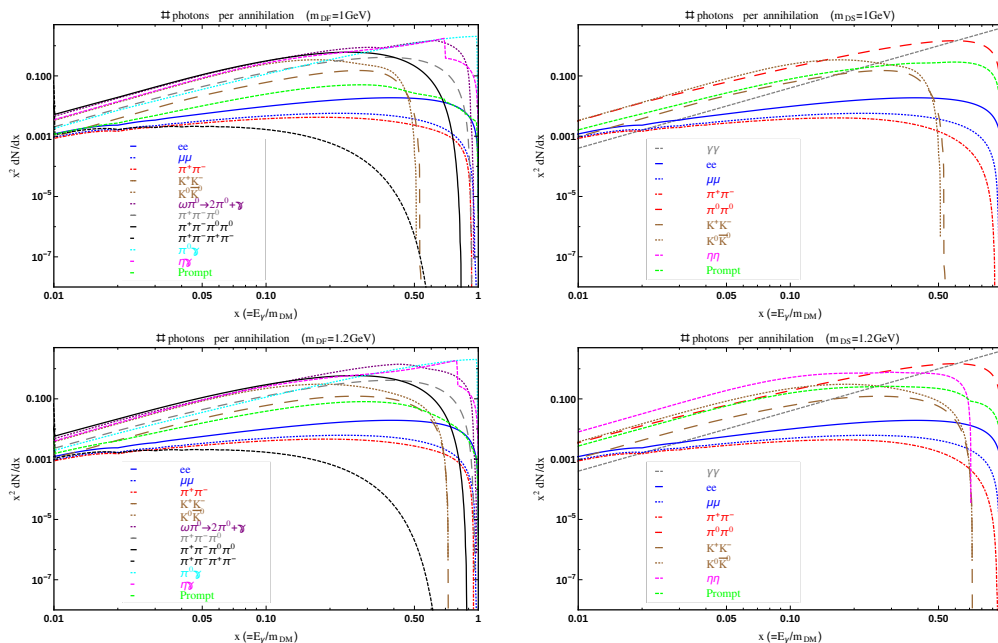 # photons per annihilation (m_DF=1GeV)
x² dN/dx
0.100
0.001
10⁻⁵
10⁻⁷
ee
μμ
π⁺π⁻
K⁺K⁻
K⁰K̅⁰
ωπ⁰→2π⁰+γ
π⁺π⁻π⁰
π⁺π⁻π⁰π⁰
π⁺π⁻π⁺π⁻
π⁰γ
ηγ
Prompt
0.01 0.05 0.10 0.50 1
x (=E_γ/m_DM)
# photons per annihilation (m_DS=1GeV)
x² dN/dx
0.100
0.001
10⁻⁵
10⁻⁷
γγ
ee
μμ
π⁺π⁻
π⁰π⁰
K⁺K⁻
K⁰K̅⁰
ηη
Prompt
0.01 0.05 0.10 0.50
x (=E_γ/m_DM)
# photons per annihilation (m_DF=1.2GeV)
x² dN/dx
0.100
0.001
10⁻⁵
10⁻⁷
ee
μμ
π⁺π⁻
K⁺K⁻
K⁰K̅⁰
ωπ⁰→2π⁰+γ
π⁺π⁻π⁰
π⁺π⁻π⁰π⁰
π⁺π⁻π⁺π⁻
π⁰γ
ηγ
Prompt
0.01 0.05 0.10 0.50 1
x (=E_γ/m_DM)
# photons per annihilation (m_DS=1.2GeV)
x² dN/dx
0.100
0.001
10⁻⁵
10⁻⁷
γγ
ee
μμ
π⁺π⁻
π⁰π⁰
K⁺K⁻
K⁰K̅⁰
ηη
Prompt
0.01 0.05 0.10 0.50
x (=E_γ/m_DM)